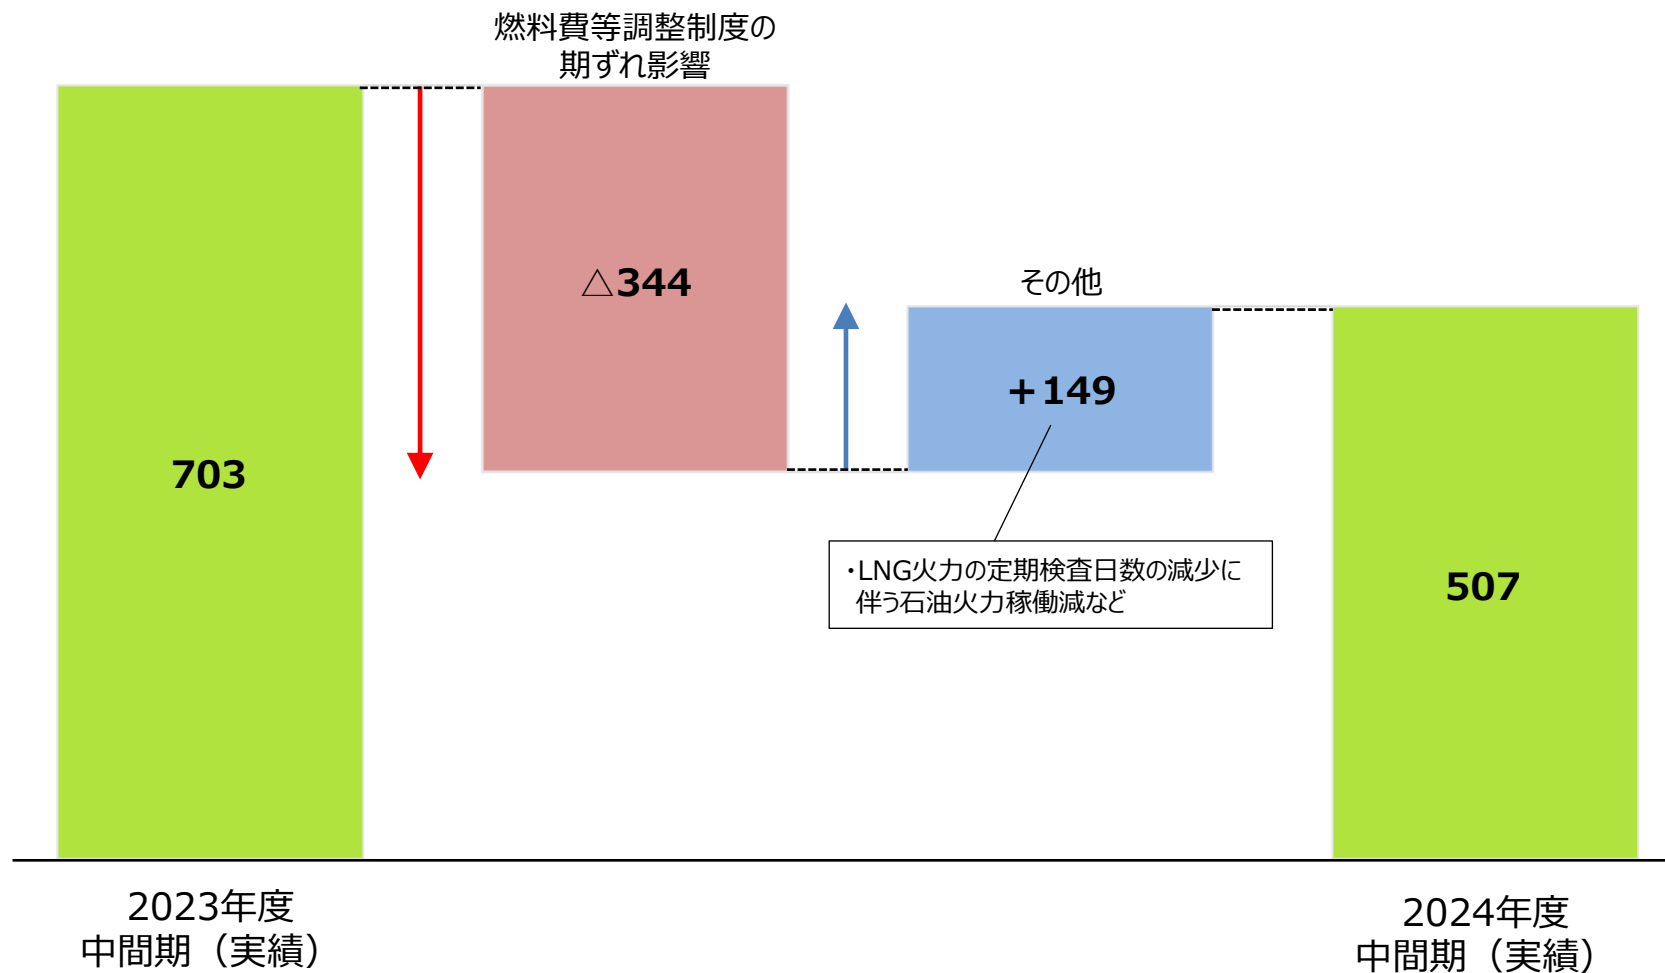 燃料費等調整制度の
期ずれ影響
703
△344
その他
＋149
・LNG火力の定期検査日数の減少に
伴う石油火力稼働減など
507
2023年度
中間期（実績）
2024年度
中間期（実績）